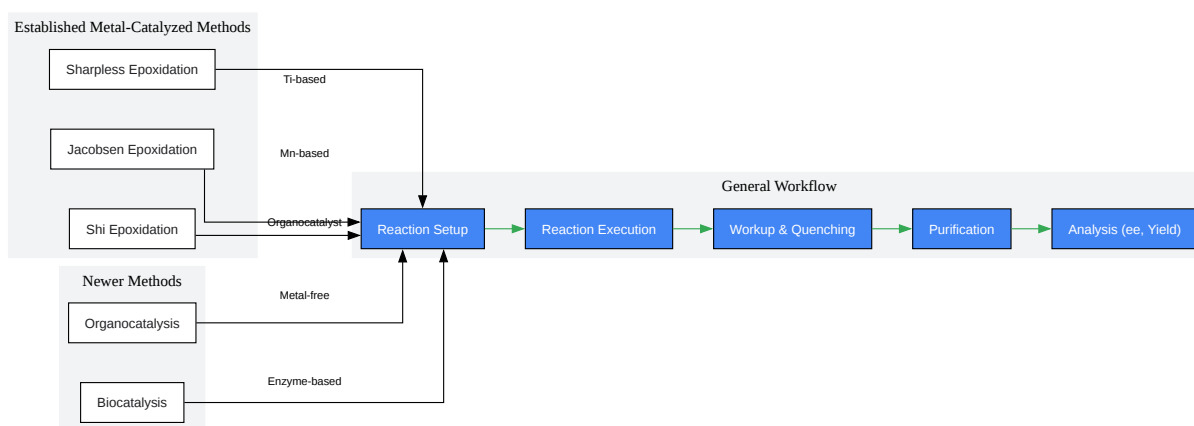 Established Metal-Catalyzed Methods
Sharpless Epoxidation
Ti-based
Jacobsen Epoxidation
Mn-based
General Workflow
Shi Epoxidation
Organocatalyst
Reaction Setup
Reaction Execution
Workup & Quenching
Purification
Analysis (ee, Yield)
Newer Methods
Metal-free
Organocatalysis
Enzyme-based
Biocatalysis